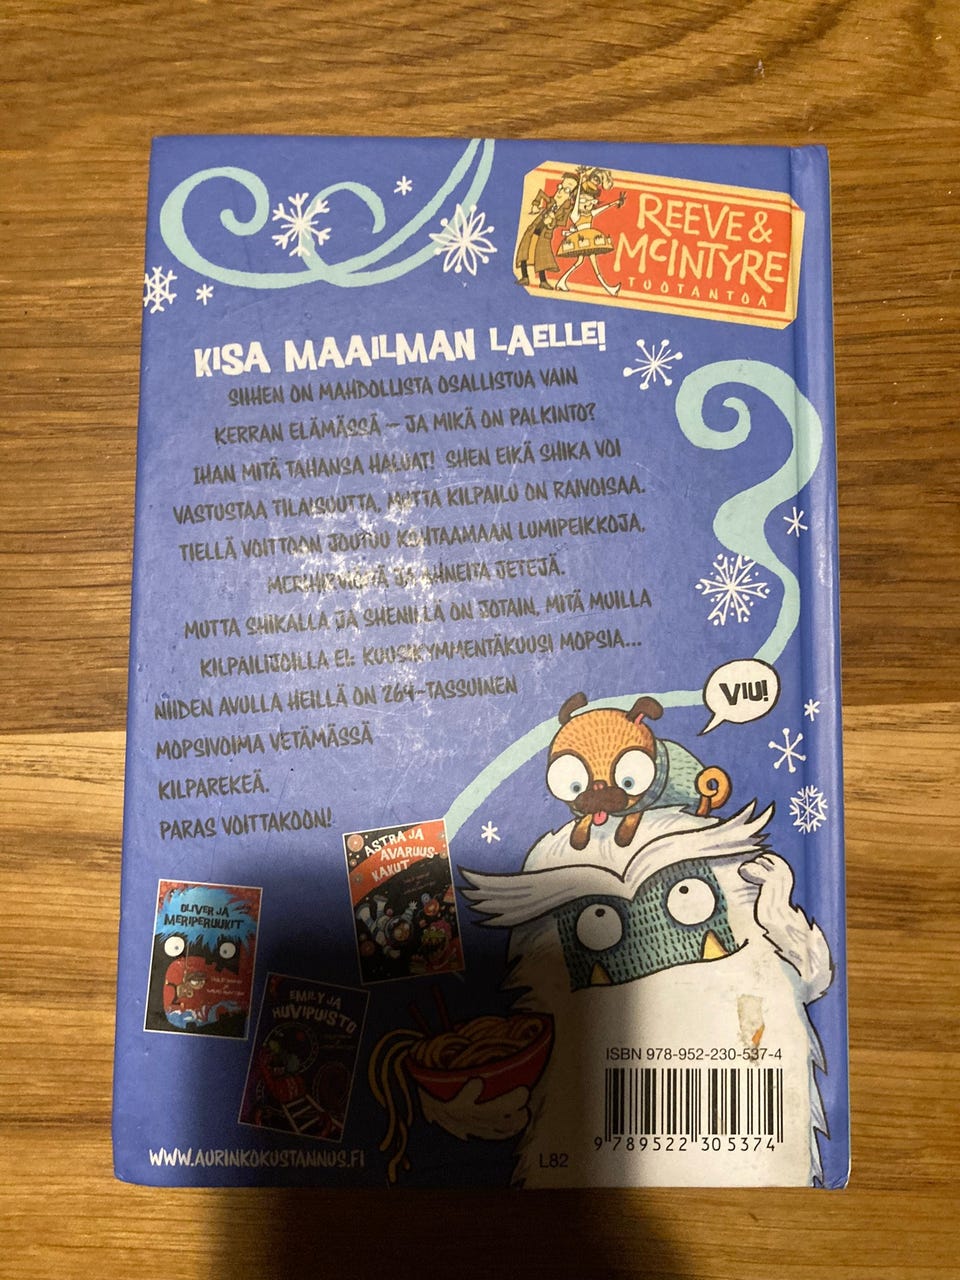 REEVE &
MCINTYRE
TUOTANTOA
KISA MAAILMAN LAELLE!
SIIHEN ON MAHDOLLISTA OSALLISTUA VAIN
KERRAN ELÄMÄSSÄ – JA MIKÄ ON PALKINTO?
IHAN MITÄ TAHANSA HALUAT! SHEN EIKÄ SHIKA VOI
VASTUSTAA TILAISUUTTA, MUTTA KILPAILU ON RAIVOISAA.
TIELLÄ VOITTOON JOUTUU KOHTAAMAAN LUMIPEIKKOJA,
MERIHIRVIÖITÄ JA AHNEITA JETEJÄ.
MUTTA SHIKALLA JA SHENILLÄ ON JOTAIN, MITÄ MUILLA
KILPAILIJOILLA EI: KUUSIKYMMENTÄKUUSI MOPSIA...
NIIDEN AVULLA HEILLÄ ON 264-TASSUINEN
MOPSIVOIMA VETÄMÄSSÄ
KILPAREKEÄ.
PARAS VOITTAKOON!
VIU!
ASTRA JA
AVARUUS-
KAKUT
OLIVER JA
MERIPERUUKIT
EMILY JA
HUVIPUISTO
ISBN 978-952-230-537-4
9 789522 305374
L82
WWW.AURINKOKUSTANNUS.FI